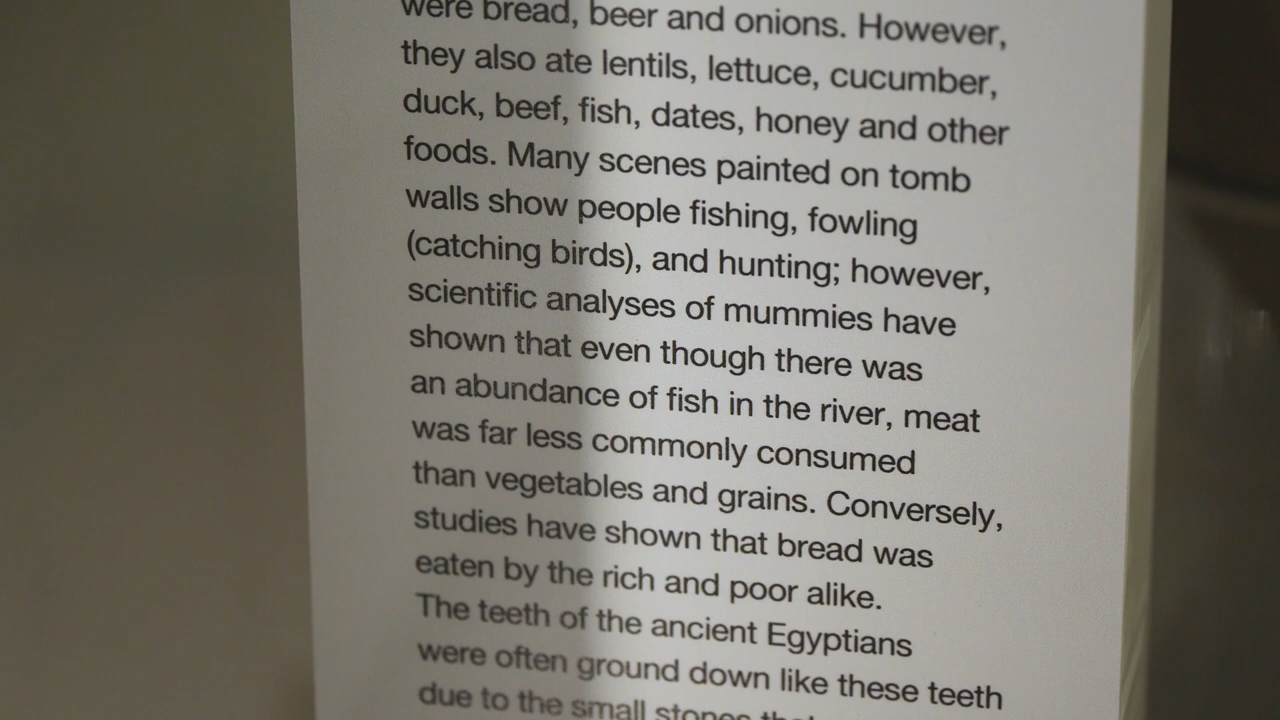 were bread, beer and onions. However,
they also ate lentils, lettuce, cucumber,
duck, beef, fish, dates, honey and other
foods. Many scenes painted on tomb
walls show people fishing, fowling
(catching birds), and hunting; however,
scientific analyses of mummies have
shown that even though there was
an abundance of fish in the river, meat
was far less commonly consumed
than vegetables and grains. Conversely,
studies have shown that bread was
eaten by the rich and poor alike.
The teeth of the ancient Egyptians
were often ground down like these teeth
due to the small stones that